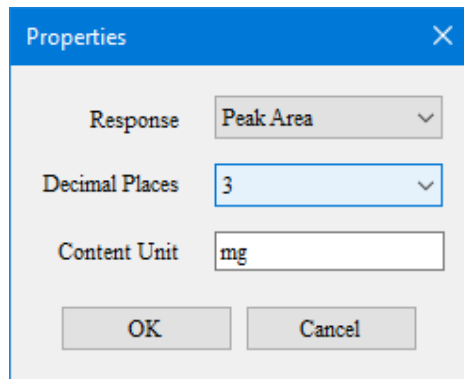 Properties
Response Peak Area
Decimal Places 3
Content Unit mg
OK Cancel